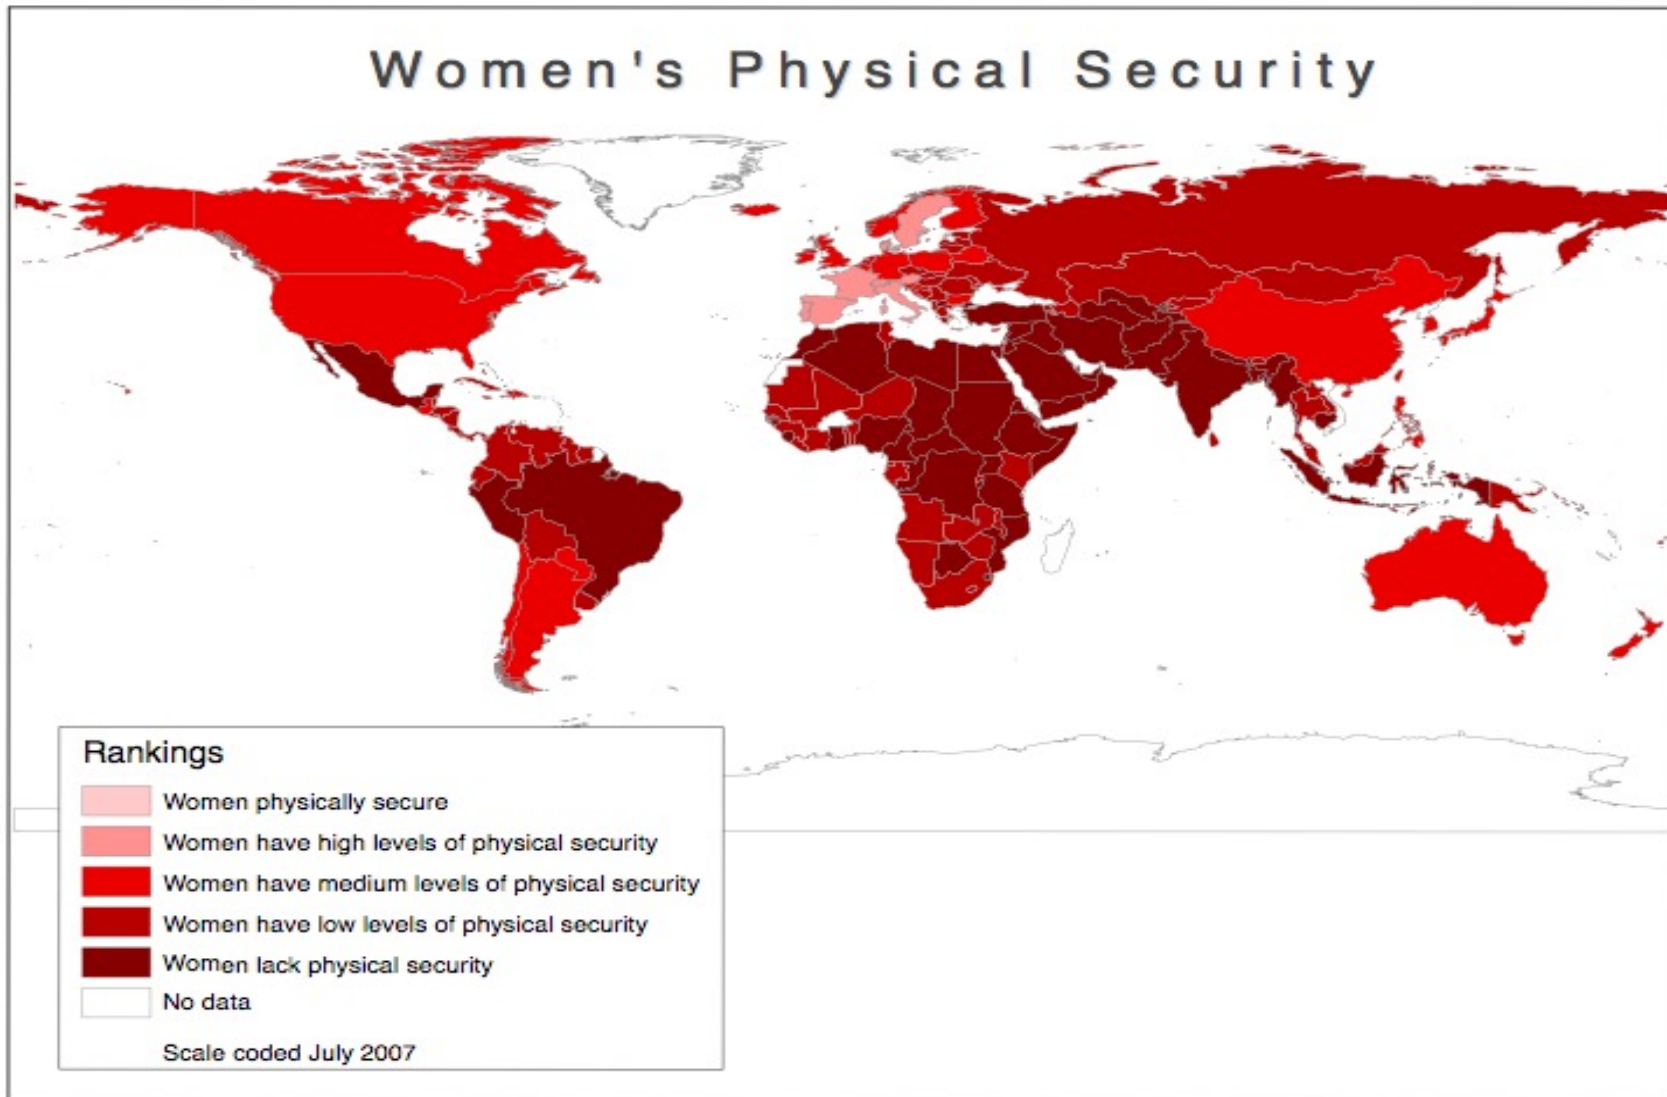 Women's Physical Security
Rankings
Women physically secure
Women have high levels of physical security
Women have medium levels of physical security
Women have low levels of physical security
Women lack physical security
No data
Scale coded July 2007